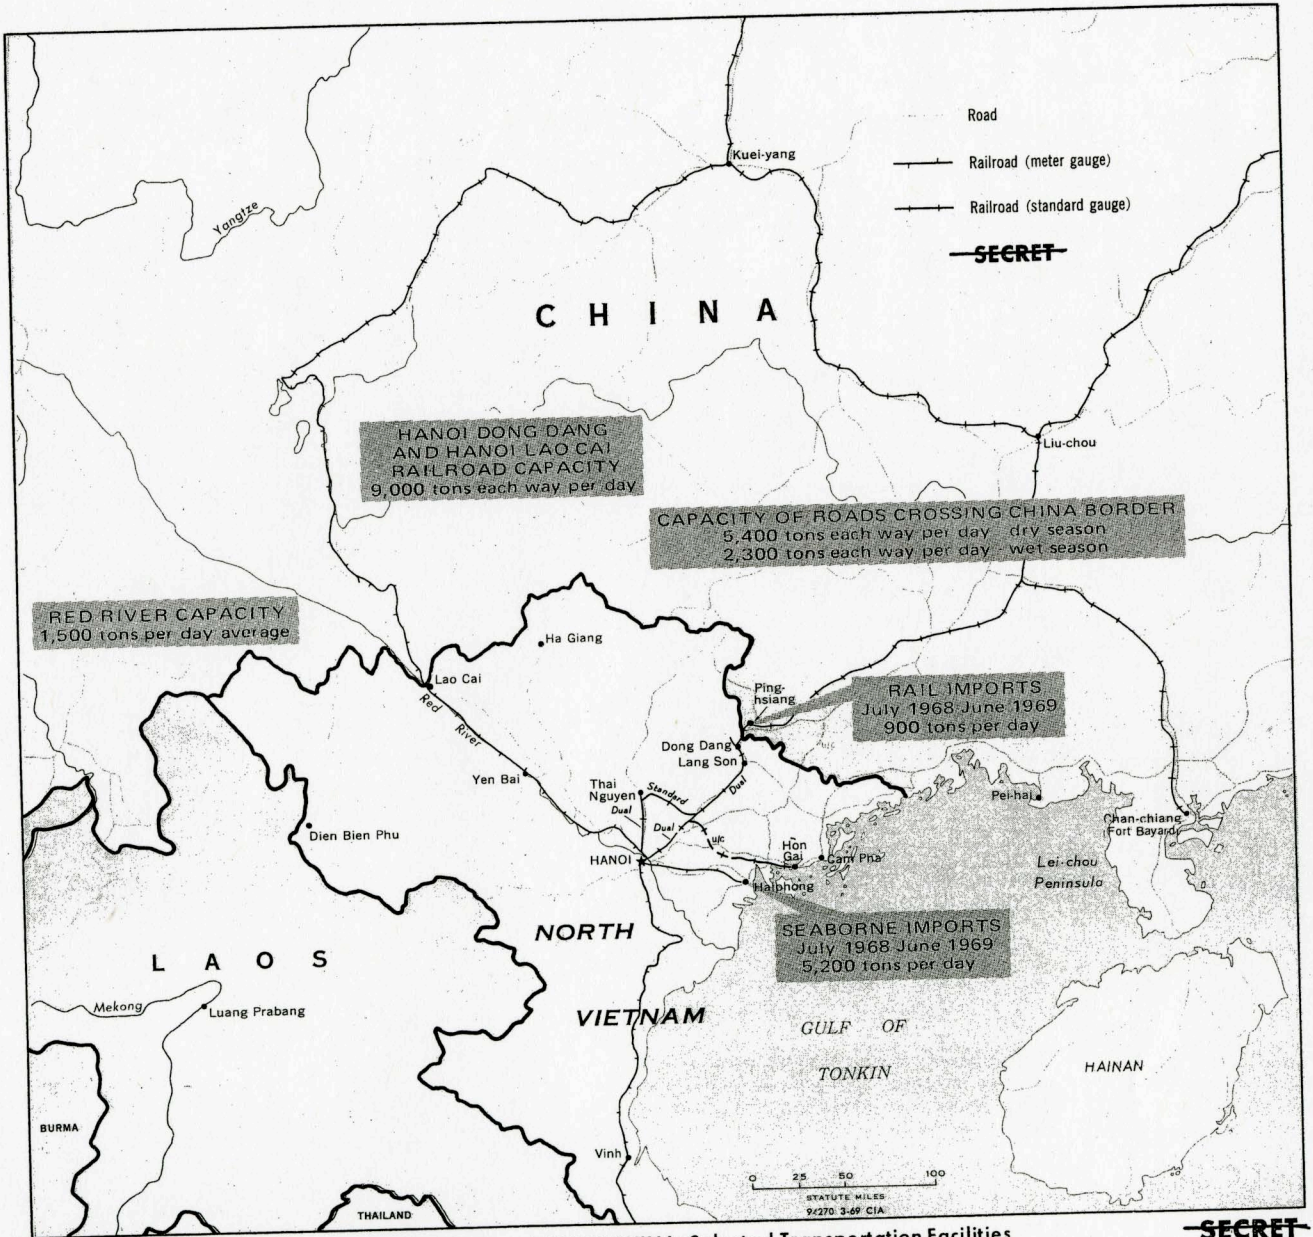 Road
Kuei-yang
Railroad (meter gauge)
Railroad (standard gauge)
Yangtze
SECRET
CHINA
HANOI DONG DANG
AND HANOI LAO CAI
RAILROAD CAPACITY
9,000 tons each way per day
Liu-chou
CAPACITY OF ROADS CROSSING CHINA BORDER
5,400 tons each way per day dry season
2,300 tons each way per day - wet season
RED RIVER CAPACITY
1,500 tons per day average
Ha Giang
Lao Cai
Red River
Ping-
hsiang
RAIL IMPORTS
July 1968 June 1969
900 tons per day
u/c
Dong Dang
Lang Son
Yen Bai
Thai
Nguyen
Standard
Dual
Dual
Dual
u/c
Pei-hai
Chan-chiang
(Fort Bayard)
Dien Bien Phu
HANOI
Hon
Gai
Cam Pha
Haiphong
Lei-chou
Peninsula
NORTH
VIETNAM
SEABORNE IMPORTS
July 1968 June 1969
5,200 tons per day
LAOS
Mekong
Luang Prabang
GULF OF
TONKIN
HAINAN
BURMA
Vinh
0 25 50 100
STATUTE MILES
94270 3-69 CIA
THAILAND
Selected Transportation Facilities
SECRET